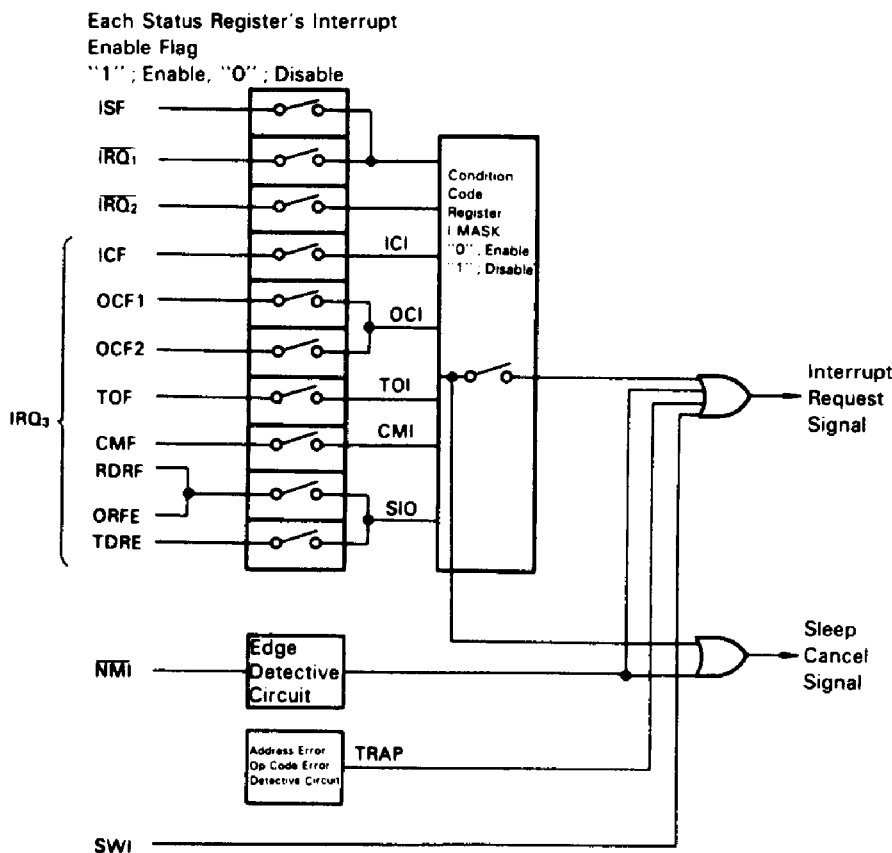 Each Status Register's Interrupt
Enable Flag
"1" ; Enable, "0" ; Disable
ISF
IRQ1
IRQ2
ICF
OCF1
OCF2
TOF
CMF
RDRF
ORFE
TDRE
IRQ3
ICI
OCI
TOI
CMI
SIO
Condition
Code
Register
I MASK
"0" ; Enable
"1" ; Disable
Interrupt
Request
Signal
Sleep
Cancel
Signal
NMI
Edge
Detective
Circuit
Address Error
Op Code Error
Detective Circuit
TRAP
SWI